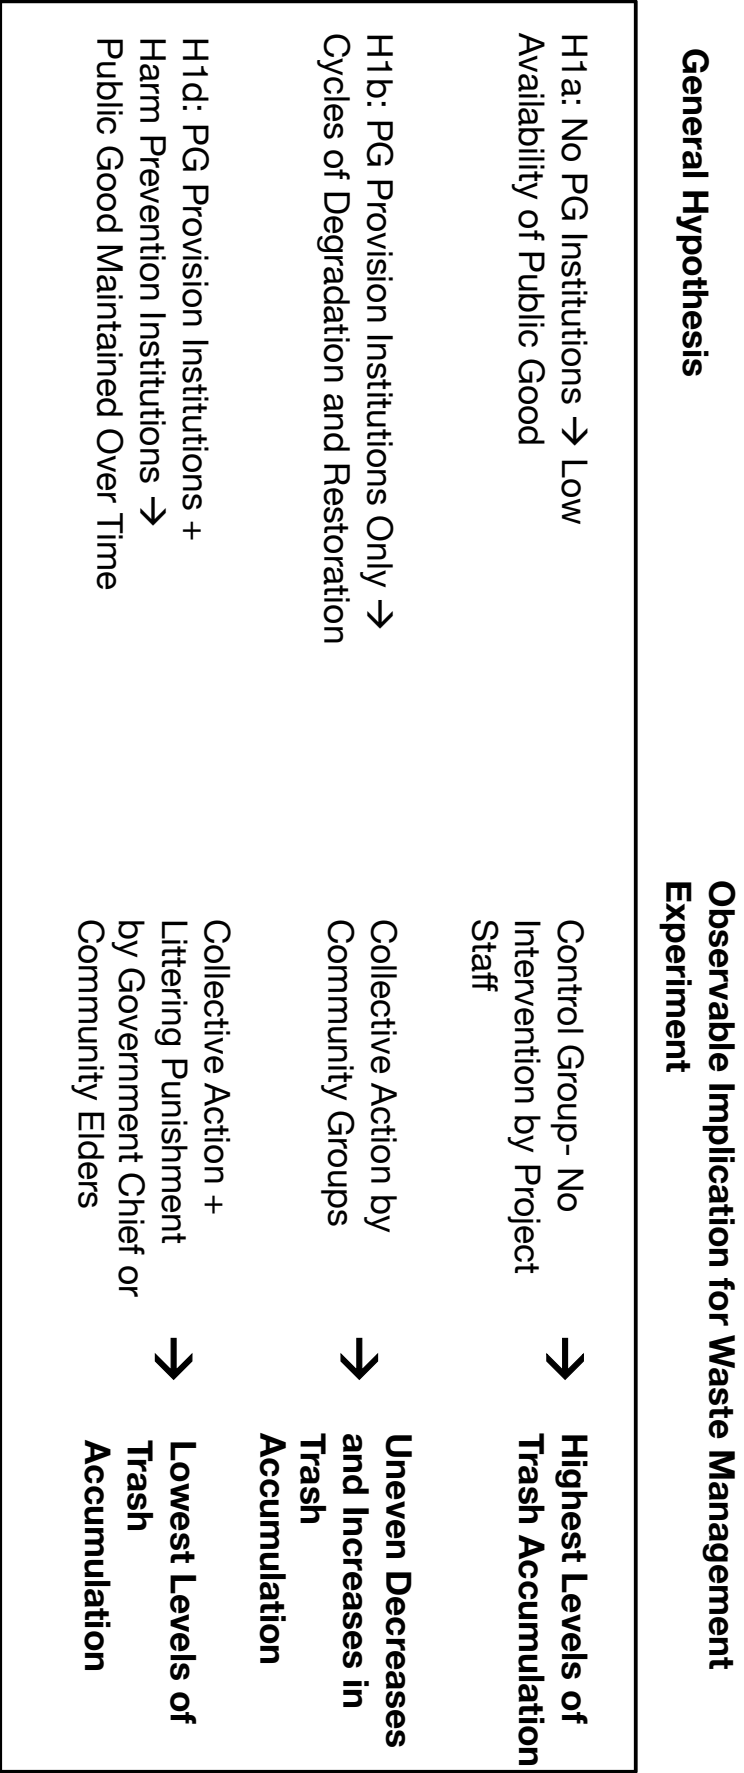 General Hypothesis
Observable Implication for Waste Management
Experiment
H1a: No PG Institutions → Low
Availability of Public Good
Control Group- No
Intervention by Project
Staff
→
Highest Levels of
Trash Accumulation
H1b: PG Provision Institutions Only →
Cycles of Degradation and Restoration
Collective Action by
Community Groups
→
Uneven Decreases
and Increases in
Trash
Accumulation
H1d: PG Provision Institutions +
Harm Prevention Institutions →
Public Good Maintained Over Time
Collective Action +
Littering Punishment
by Government Chief or
Community Elders
→
Lowest Levels of
Trash
Accumulation